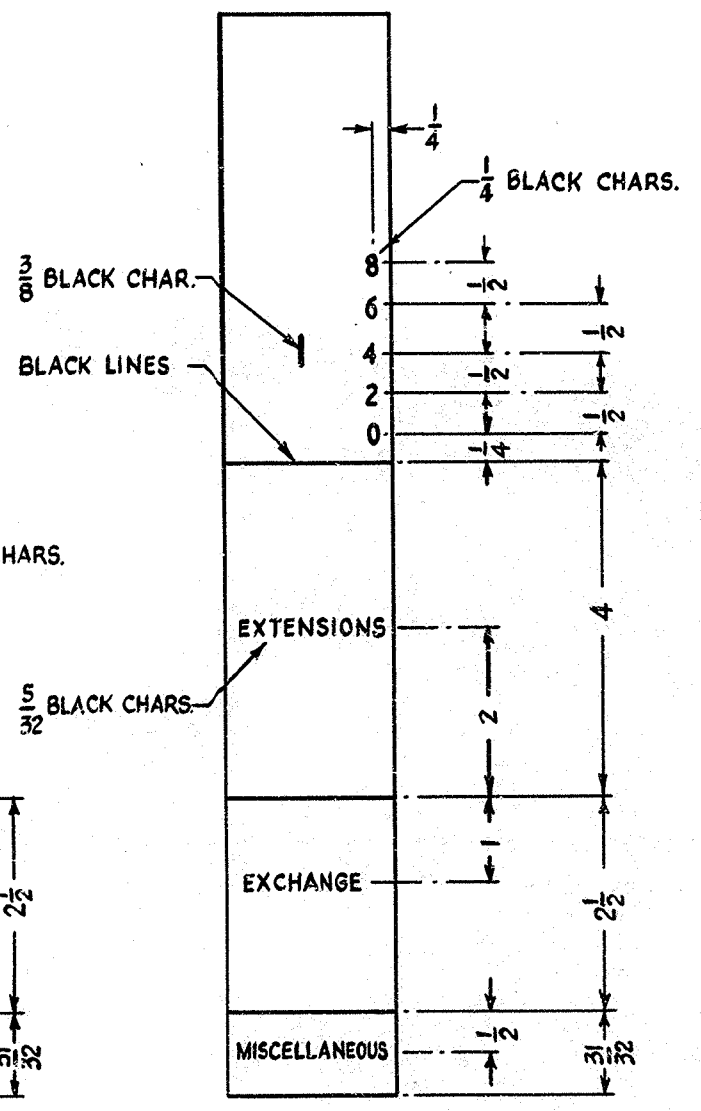 1/4
1/4 BLACK CHARS.
8
3/8 BLACK CHAR.
1/2
6
1/2
1
4
BLACK LINES
1/2
2
1/2
0
1/4
HARS.
4
EXTENSIONS
5/32 BLACK CHARS.
2
1
EXCHANGE
2 1/2
2 1/2
1/2
MISCELLANEOUS
31/32
31/32